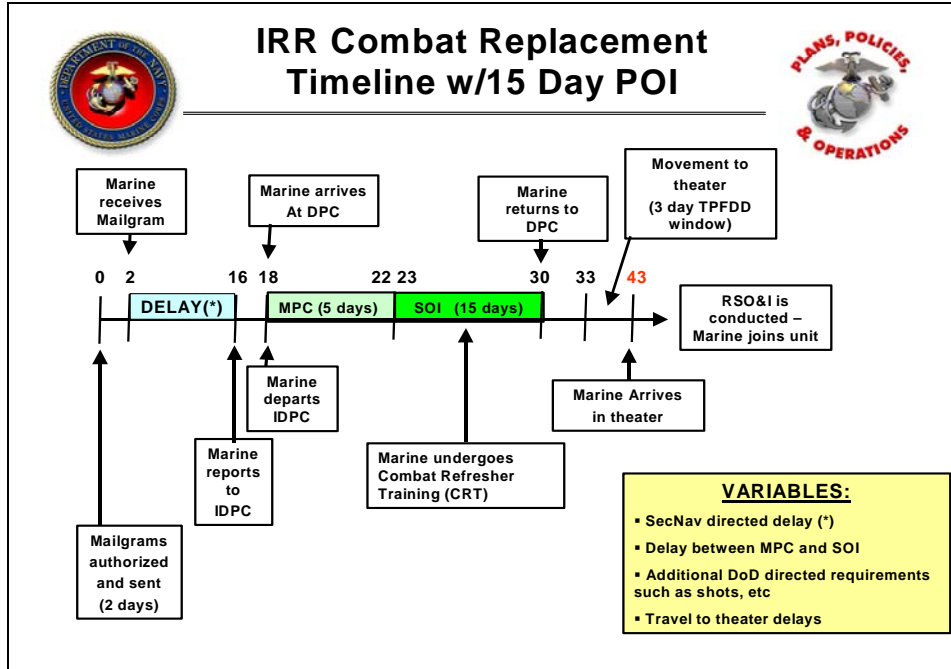 IRR Combat Replacement
Timeline w/15 Day POI
DEPARTMENT OF THE NAVY
UNITED STATES MARINE CORPS
PLANS, POLICIES,
& OPERATIONS
Marine
receives
Mailgram
Marine arrives
At DPC
Marine
returns to
DPC
Movement to
theater
(3 day TPFDD
window)
0 2 16 18 22 23 30 33 43
DELAY(*)
MPC (5 days)
SOI (15 days)
RSO&I is
conducted –
Marine joins unit
Marine
departs
IDPC
Marine Arrives
in theater
Marine
reports
to
IDPC
Marine undergoes
Combat Refresher
Training (CRT)
Mailgrams
authorized
and sent
(2 days)
VARIABLES:
▪ SecNav directed delay (*)
▪ Delay between MPC and SOI
▪ Additional DoD directed requirements
such as shots, etc
▪ Travel to theater delays